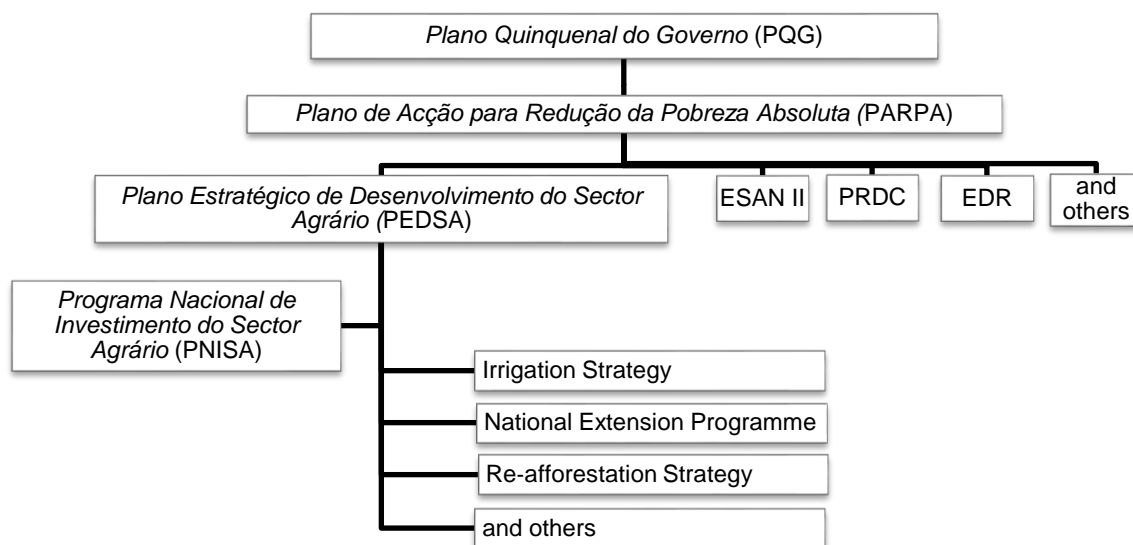 Plano Quinquenal do Governo (PQG)
Plano de Acção para Redução da Pobreza Absoluta (PARPA)
Plano Estratégico de Desenvolvimento do Sector
Agrário (PEDSA)
ESAN II
PRDC
EDR
and
others
Programa Nacional de
Investimento do Sector
Agrário (PNISA)
Irrigation Strategy
National Extension Programme
Re-afforestation Strategy
and others